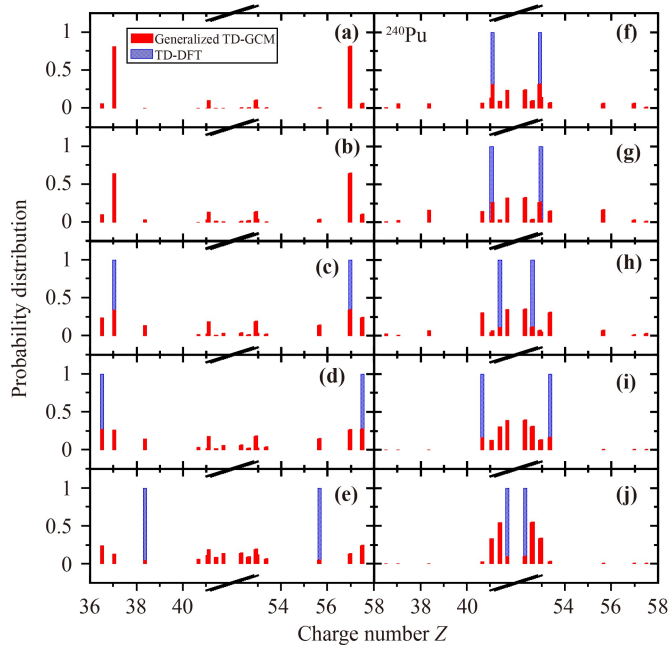 (a)
Generalized TD-GCM
TD-DFT
²⁴⁰Pu
(f)
1
0.5
0
(b)
(g)
1
0.5
0
(c)
(h)
1
0.5
0
(d)
(i)
1
0.5
0
(e)
(j)
1
0.5
0
36 40 54 56 58 40 54 56 58
Probability distribution
Charge number Z